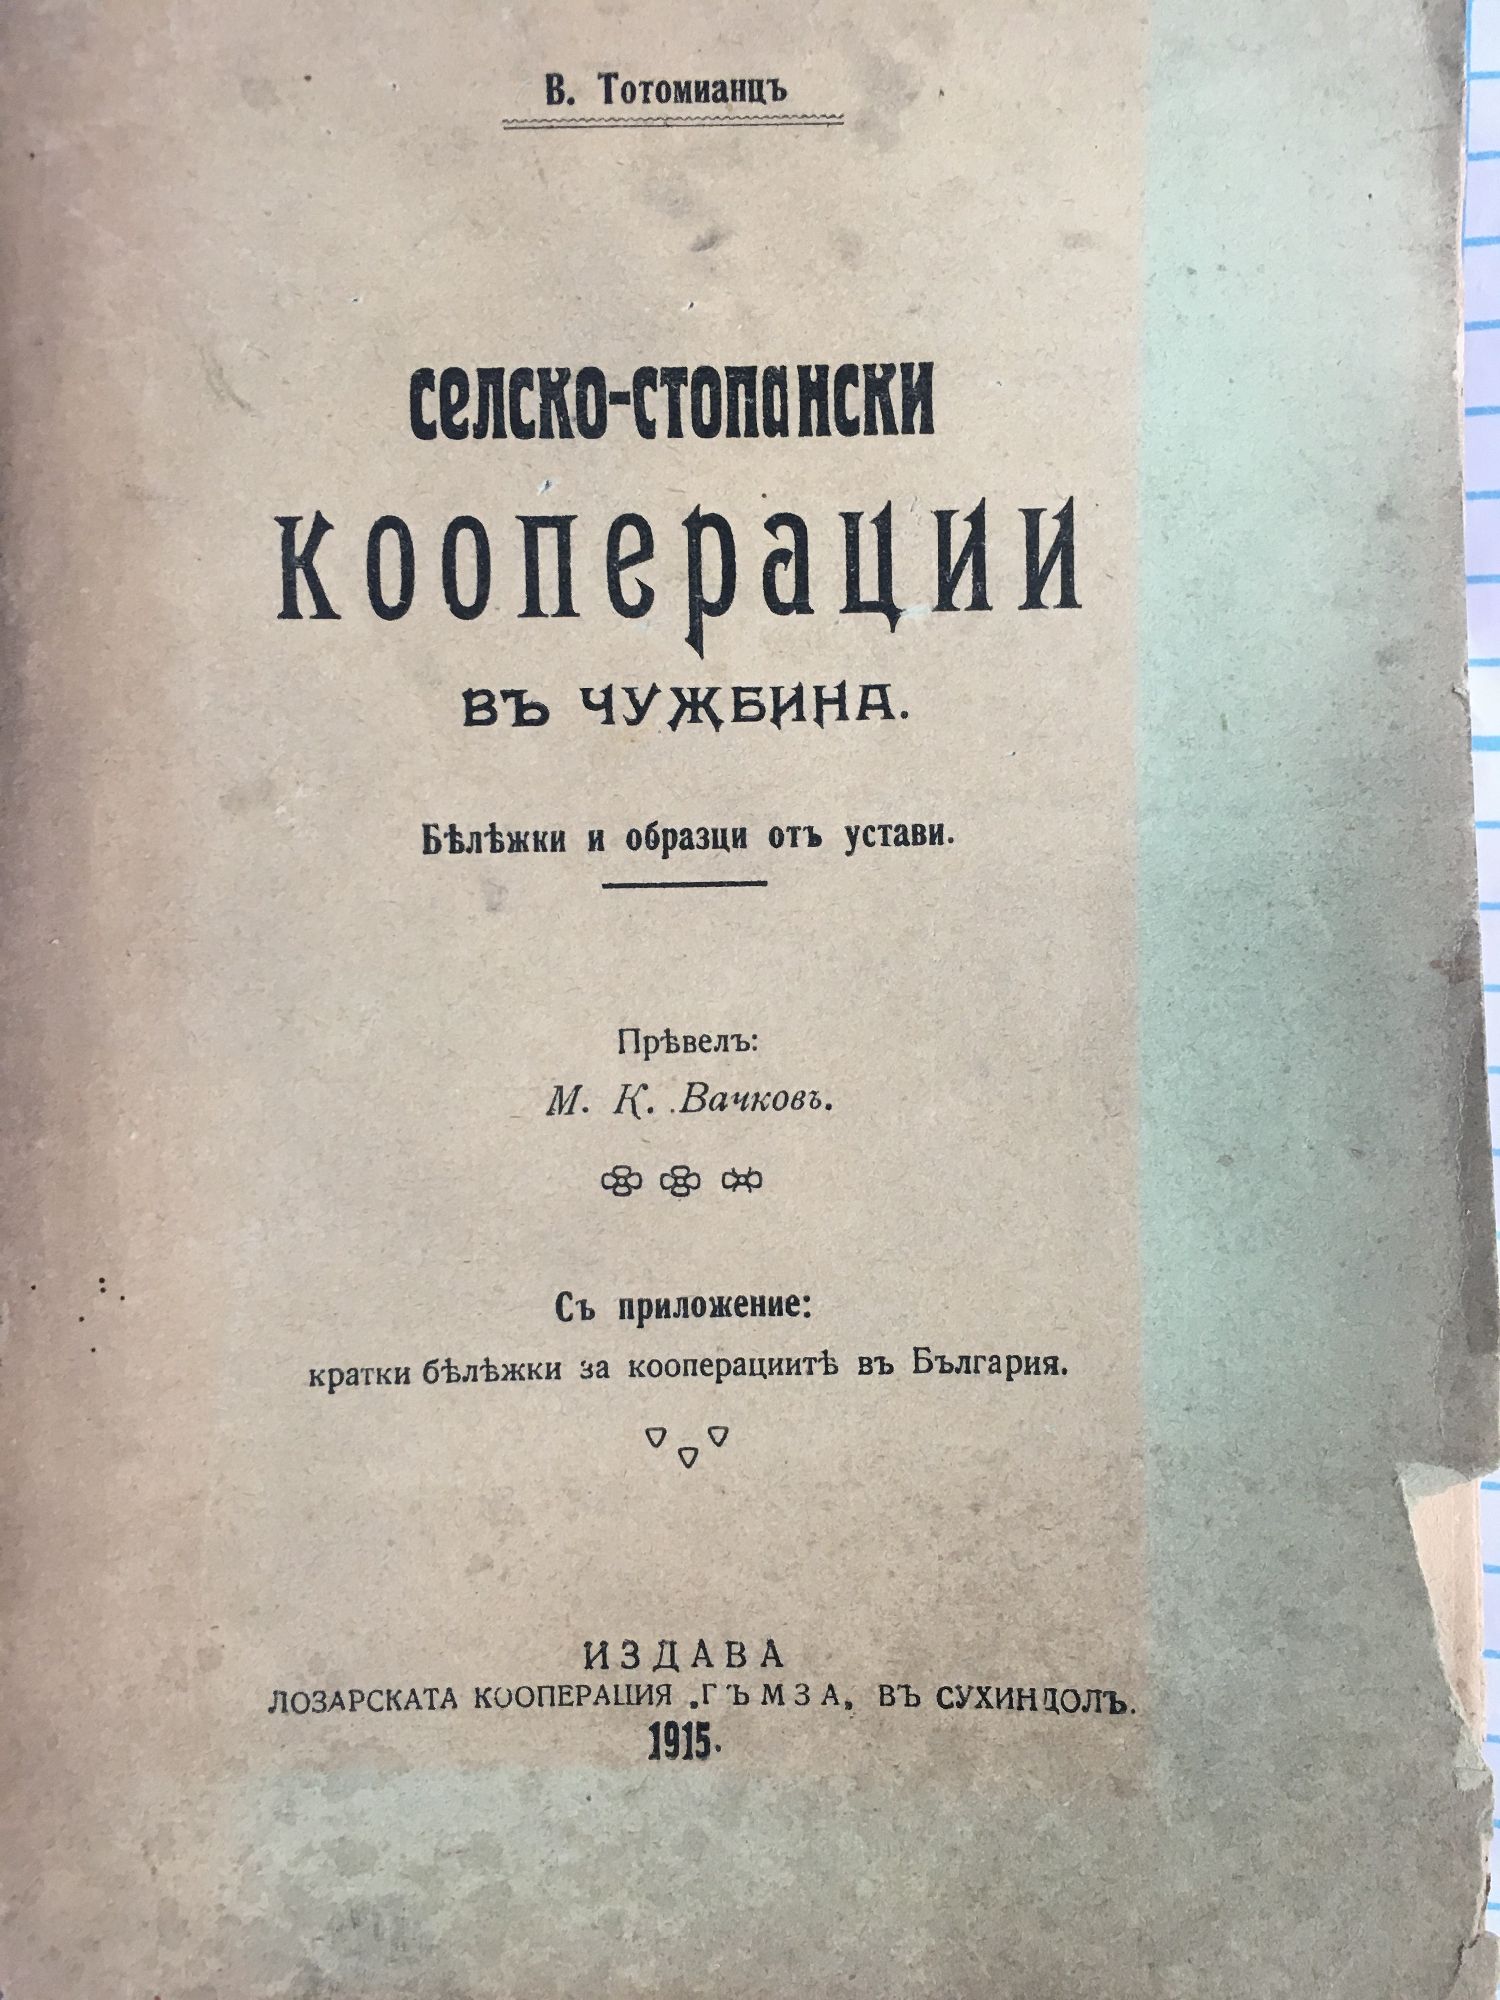 В. Тотомианцъ
селско-стопански
кооперации
въ чужбина.
Бѣлѣжки и образци отъ устави.
Прѣвелъ:
М. К. Вачковъ.
Съ приложение:
кратки бѣлѣжки за кооперациитѣ въ България.
ИЗДАВА
ЛОЗАРСКАТА КООПЕРАЦИЯ „ГЪМЗА„ ВЪ СУХИНДОЛЪ.
1915.